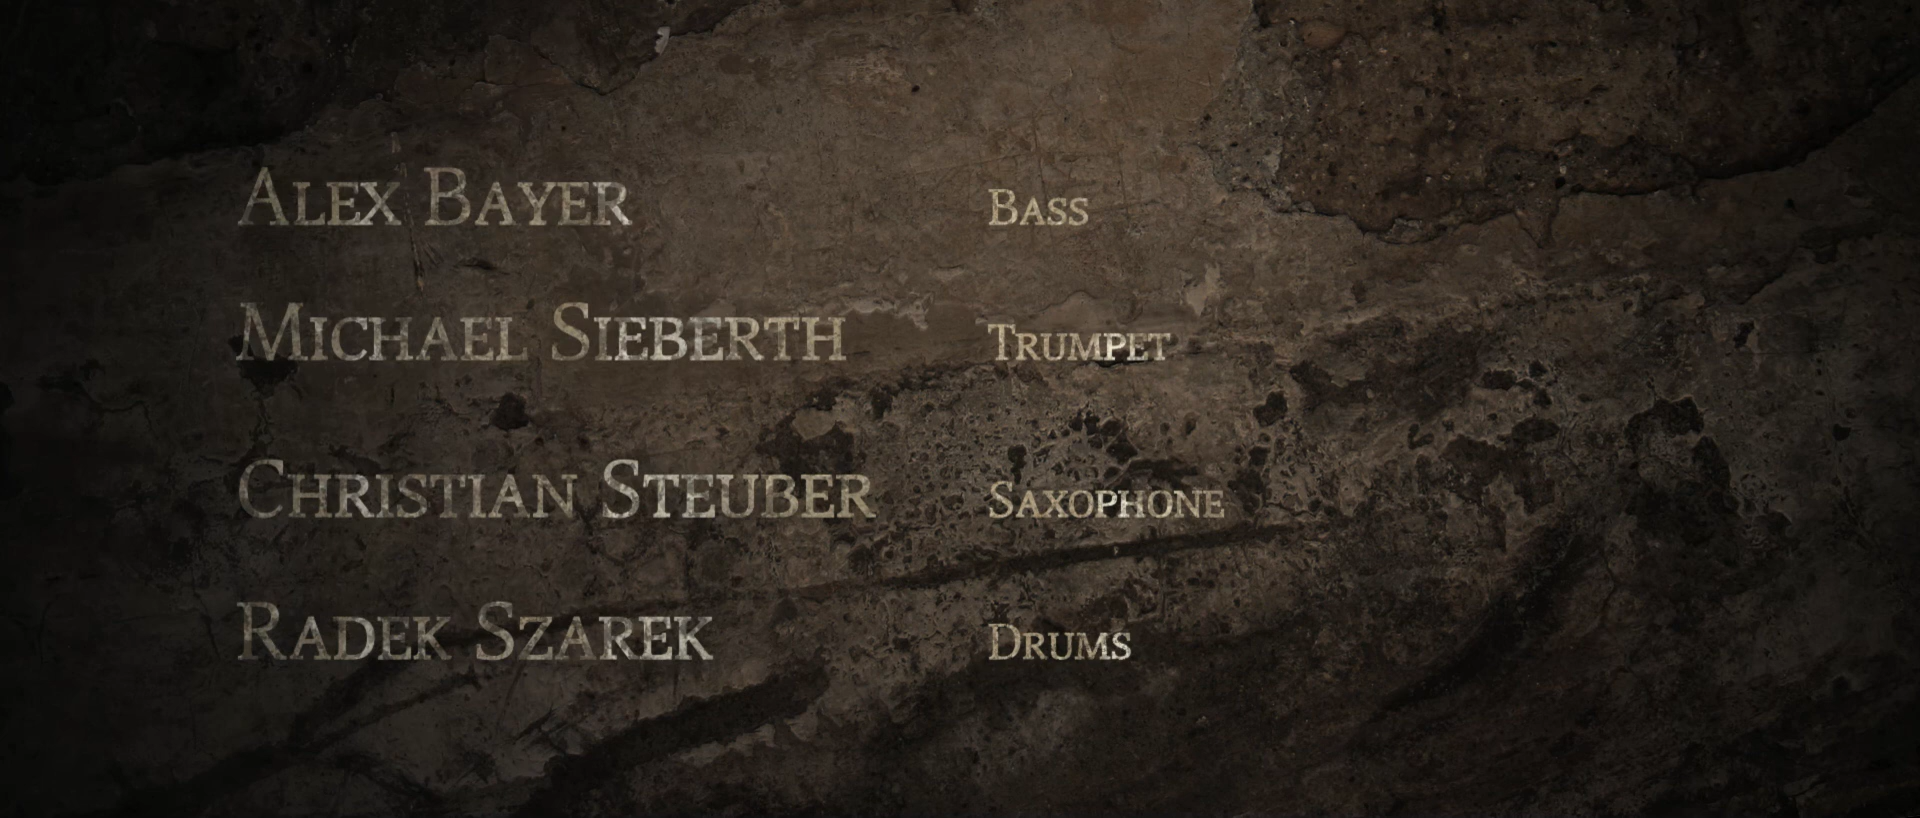 Alex Bayer Bass
Michael Sieberth Trumpet
Christian Steuber Saxophone
Radek Szarek Drums